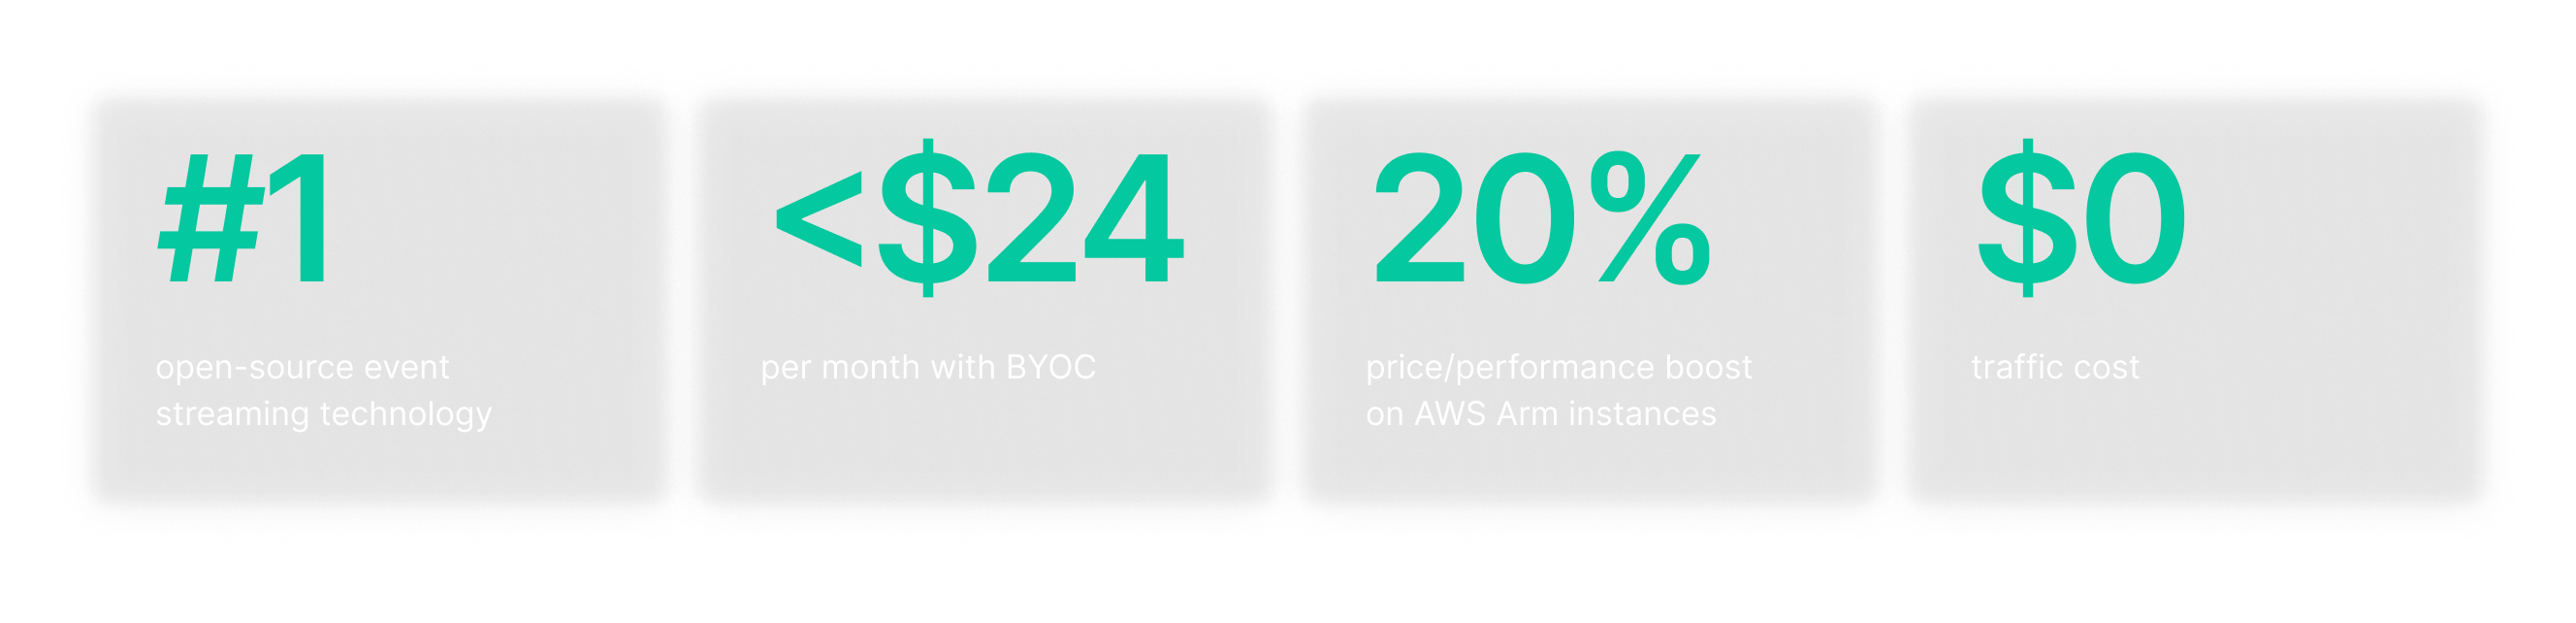 #1
open-source event
streaming technology
<$24
per month with BYOC
20%
price/performance boost
on AWS Arm instances
$0
traffic cost